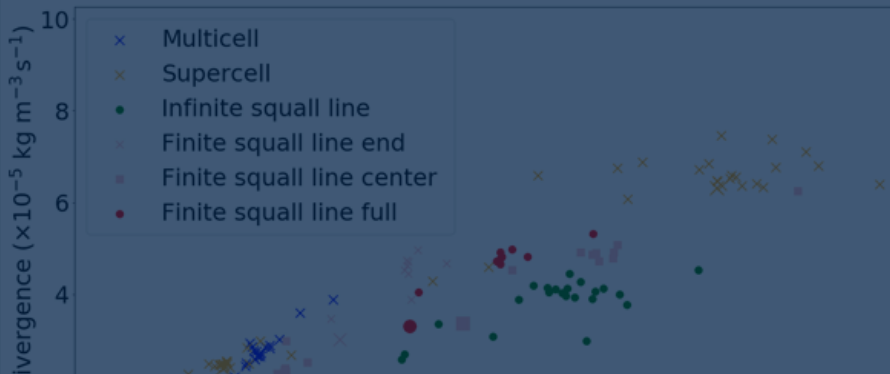 10
8
6
4
ivergence (×10⁻⁵ kg m⁻³s⁻¹)
Multicell
Supercell
Infinite squall line
Finite squall line end
Finite squall line center
Finite squall line full